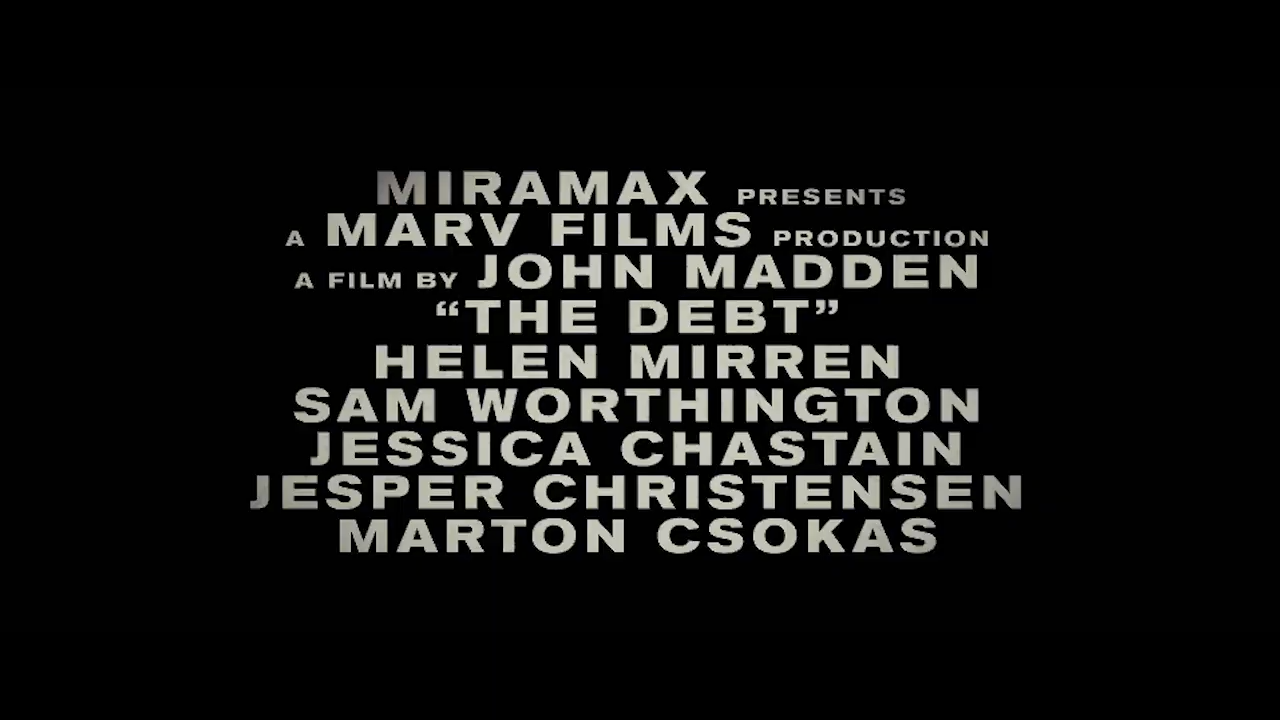 MIRAMAX PRESENTS
A MARV FILMS PRODUCTION
A FILM BY JOHN MADDEN
“THE DEBT”
HELEN MIRREN
SAM WORTHINGTON
JESSICA CHASTAIN
JESPER CHRISTENSEN
MARTON CSOKAS